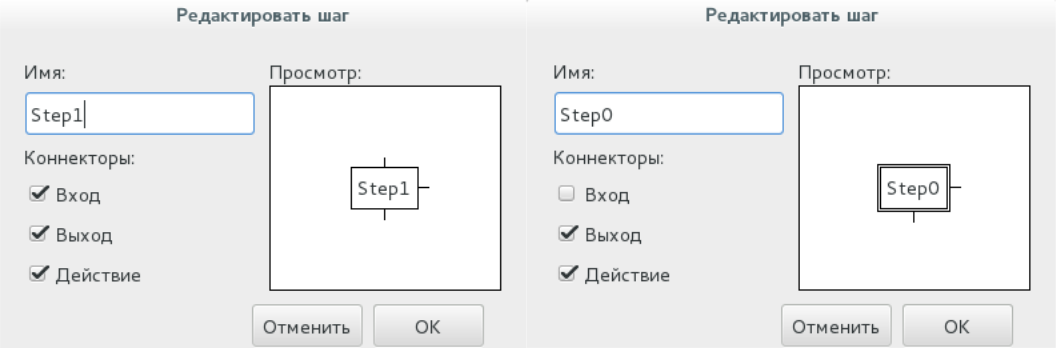 Редактировать шаг
Имя:
Просмотр:
Step1
Коннекторы:
Вход
Выход
Действие
Step1
Отменить
OK
Редактировать шаг
Имя:
Просмотр:
Step0
Коннекторы:
Вход
Выход
Действие
Step0
Отменить
OK